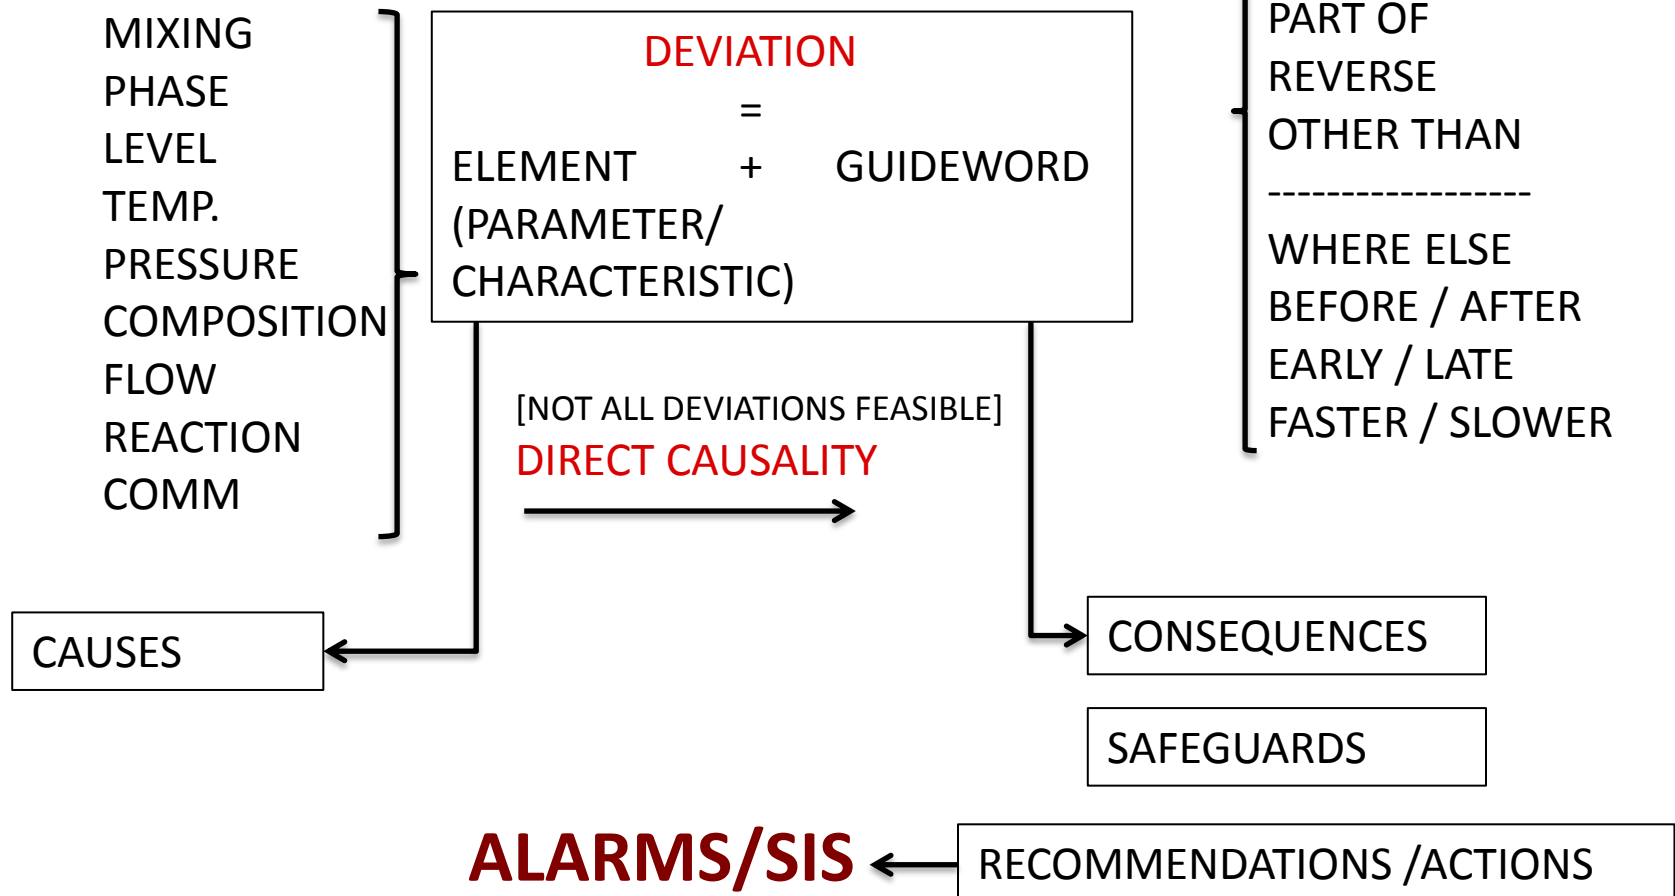 MIXING
PHASE
LEVEL
TEMP.
PRESSURE
COMPOSITION
FLOW
REACTION
COMM
DEVIATION
=
ELEMENT + GUIDEWORD
(PARAMETER/
CHARACTERISTIC)
PART OF
REVERSE
OTHER THAN
------------------
WHERE ELSE
BEFORE / AFTER
EARLY / LATE
FASTER / SLOWER
[NOT ALL DEVIATIONS FEASIBLE]
DIRECT CAUSALITY
CAUSES
CONSEQUENCES
SAFEGUARDS
ALARMS/SIS
RECOMMENDATIONS /ACTIONS